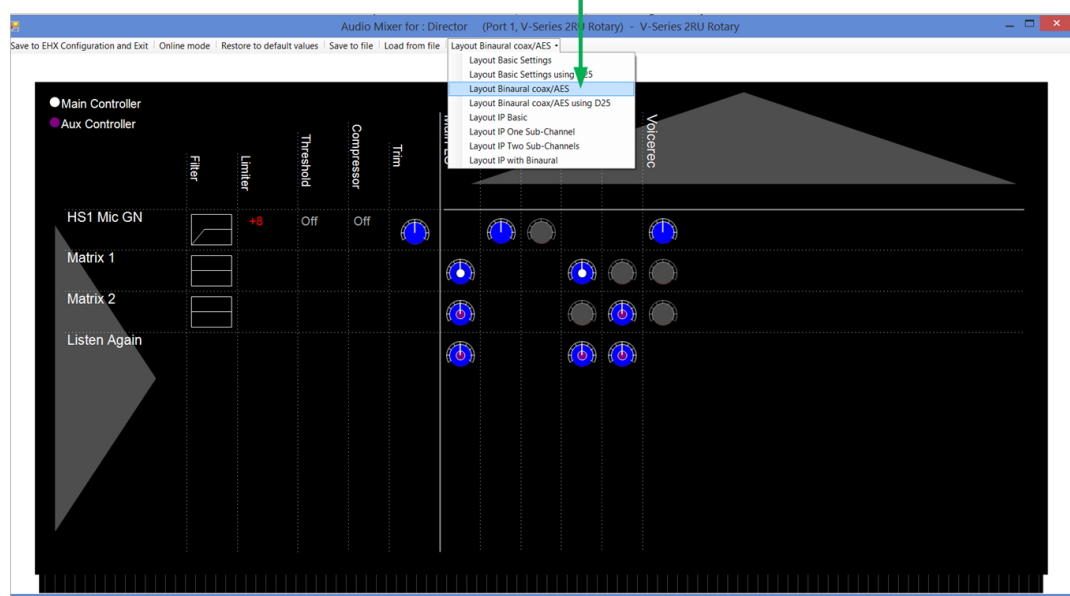 Audio Mixer for : Director (Port 1, V-Series 2RU Rotary) - V-Series 2RU Rotary
Save to EHX Configuration and Exit Online mode Restore to default values Save to file Load from file Layout Binaural coax/AES
Layout Basic Settings
Layout Basic Settings using D25
Layout Binaural coax/AES
Layout Binaural coax/AES using D25
Layout IP Basic
Layout IP One Sub-Channel
Layout IP Two Sub-Channels
Layout IP with Binaural
Main Controller
Aux Controller
Filter
Limiter
Threshold
Compressor
Trim
Voicerec
HS1 Mic GN +8 Off Off
Matrix 1
Matrix 2
Listen Again